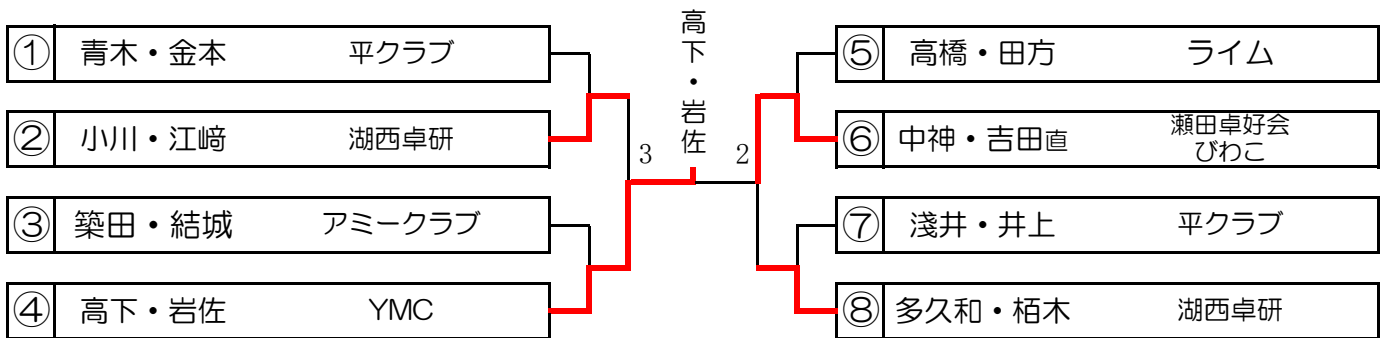 ① 青木・金本 平クラブ
② 小川・江﨑 湖西卓研
③ 築田・結城 アミークラブ
④ 高下・岩佐 YMC
高下・岩佐
3 2
⑤ 高橋・田方 ライム
⑥ 中神・吉田直 瀬田卓好会
びわこ
⑦ 淺井・井上 平クラブ
⑧ 多久和・栢木 湖西卓研